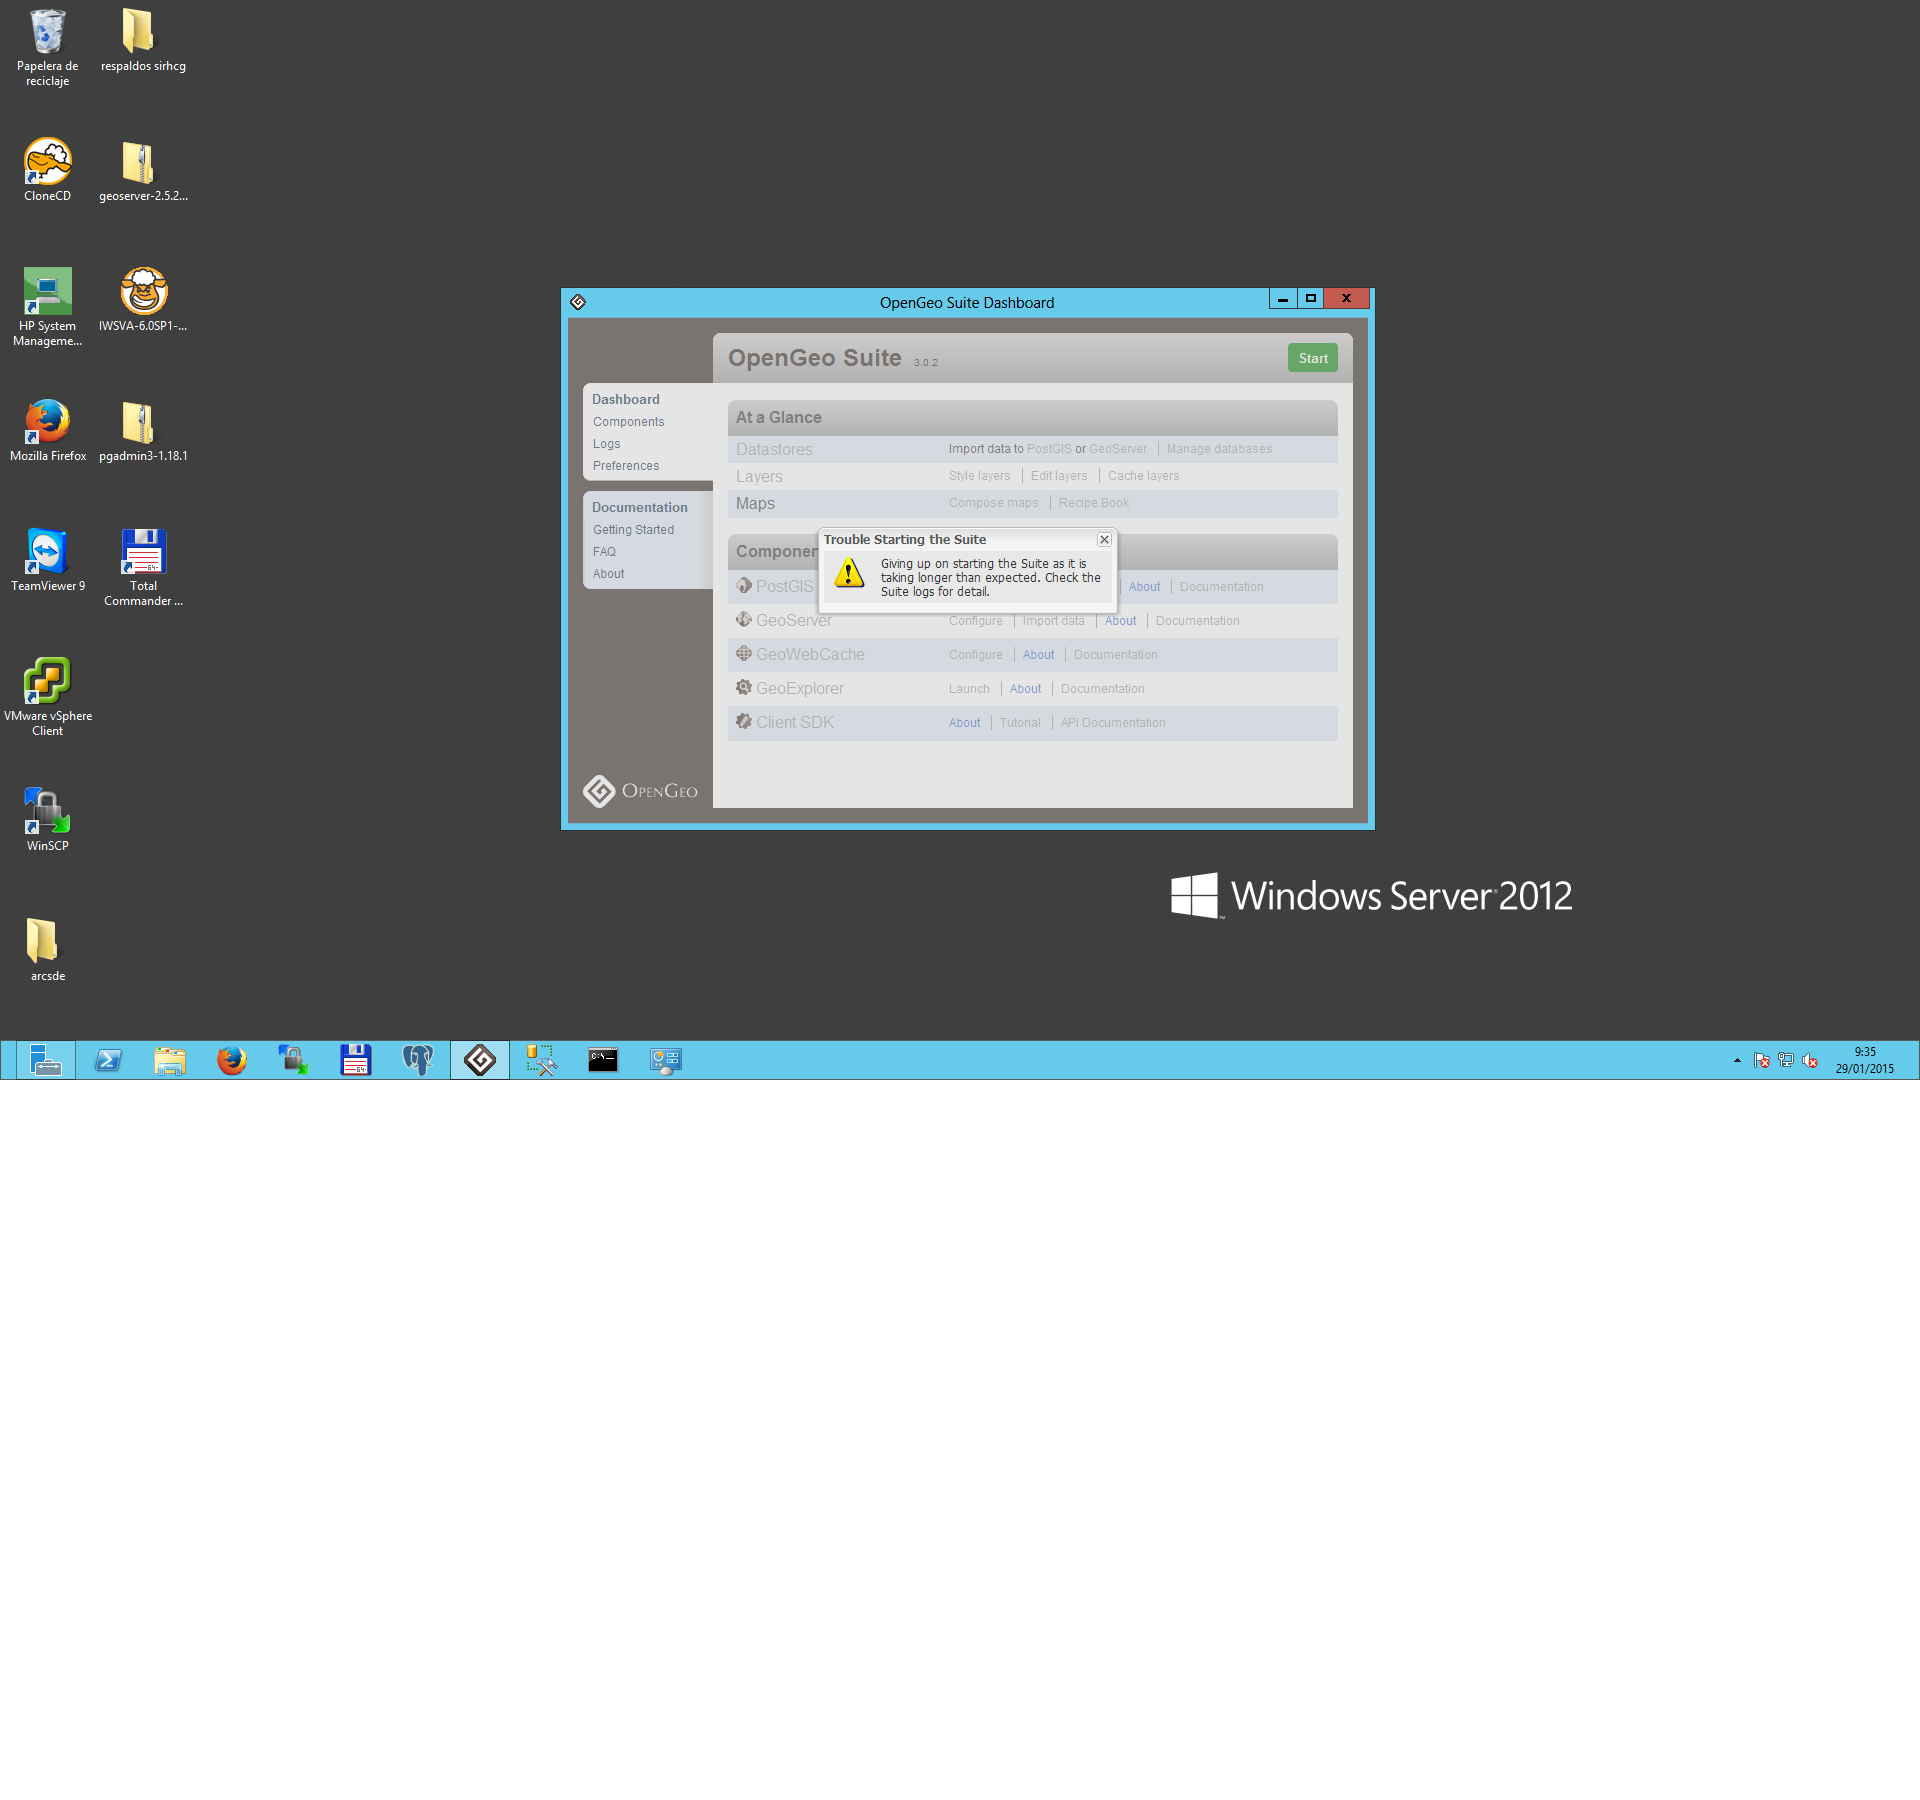 Papelera de
reciclaje
respaldos sirhcg
CloneCD
geoserver-2.5.2...
HP System
Manageme...
IWSVA-6.0SP1-...
Mozilla Firefox
pgadmin3-1.18.1
TeamViewer 9
Total
Commander ...
VMware vSphere
Client
WinSCP
arcsde
OpenGeo Suite Dashboard
OpenGeo Suite 3.0.2
Start
Dashboard
Components
Logs
Preferences
Documentation
Getting Started
FAQ
About
OpenGeo
At a Glance
Datastores Import data to PostGIS or GeoServer Manage databases
Layers Style layers Edit layers Cache layers
Maps Compose maps Recipe Book
Componen
Trouble Starting the Suite
Giving up on starting the Suite as it is
taking longer than expected. Check the
Suite logs for detail.
PostGIS About Documentation
GeoServer Configure Import data About Documentation
GeoWebCache Configure About Documentation
GeoExplorer Launch About Documentation
Client SDK About Tutorial API Documentation
Windows Server 2012
9:35
29/01/2015